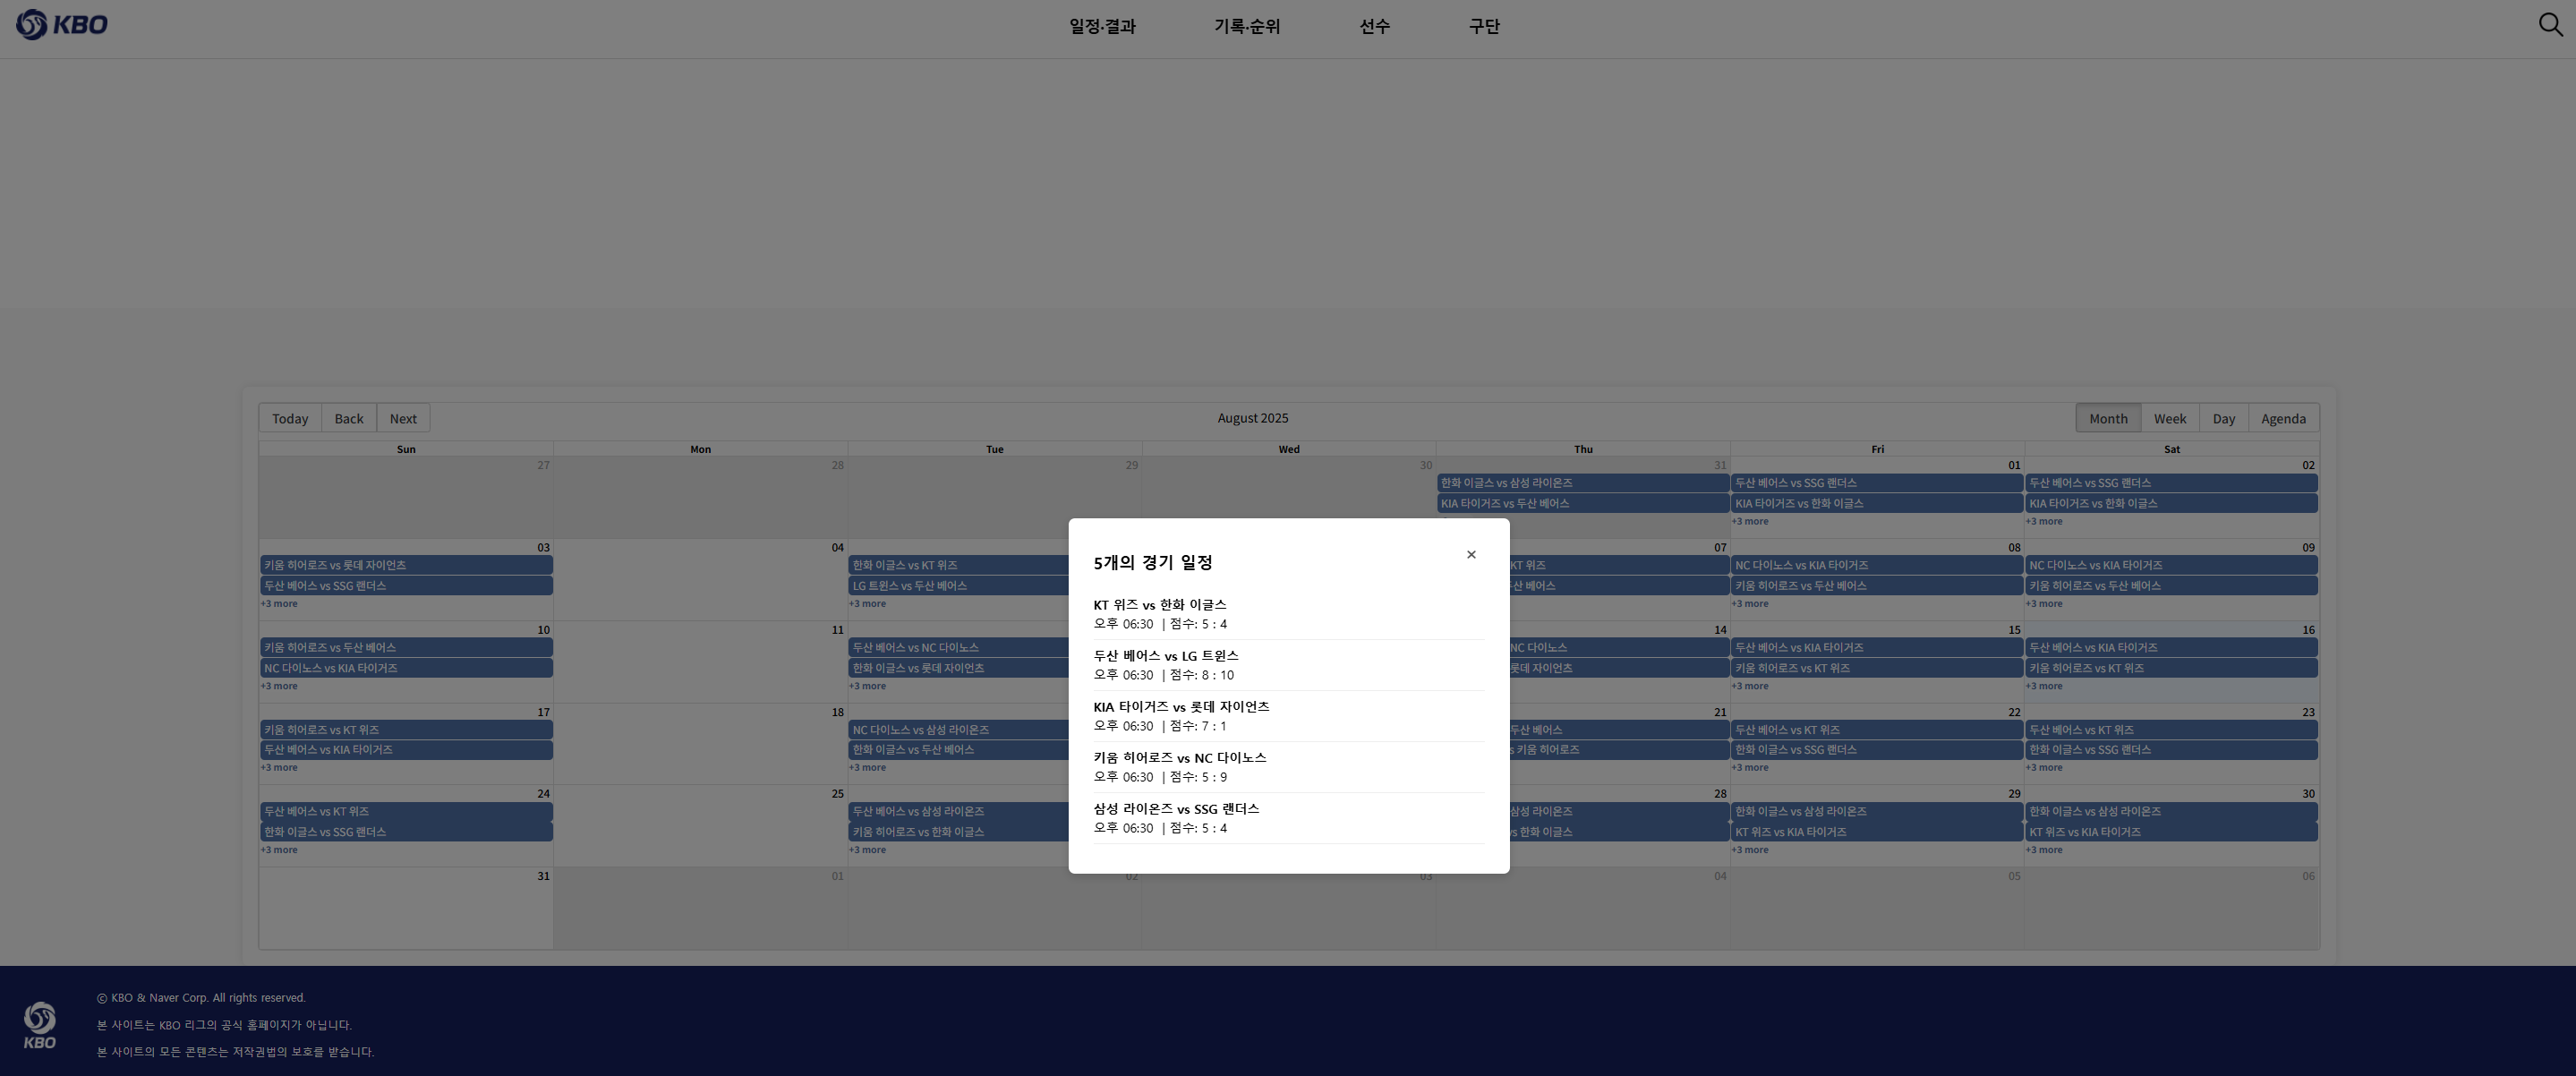 KBO
일정·결과 기록·순위 선수 구단
Today Back Next August 2025 Month Week Day Agenda
Sun Mon Tue Wed Thu Fri Sat
27 28 29 30 31 01 02
한화 이글스 vs 삼성 라이온즈 두산 베어스 vs SSG 랜더스 두산 베어스 vs SSG 랜더스
KIA 타이거즈 vs 두산 베어스 KIA 타이거즈 vs 한화 이글스 KIA 타이거즈 vs 한화 이글스
+3 more +3 more
03 04 07 08 09
키움 히어로즈 vs 롯데 자이언츠 한화 이글스 vs KT 위즈 KT 위즈 NC 다이노스 vs KIA 타이거즈 NC 다이노스 vs KIA 타이거즈
두산 베어스 vs SSG 랜더스 LG 트윈스 vs 두산 베어스 베어스 키움 히어로즈 vs 두산 베어스 키움 히어로즈 vs 두산 베어스
+3 more +3 more +3 more +3 more
10 11 14 15 16
키움 히어로즈 vs 두산 베어스 두산 베어스 vs NC 다이노스 NC 다이노스 두산 베어스 vs KIA 타이거즈 두산 베어스 vs KIA 타이거즈
NC 다이노스 vs KIA 타이거즈 한화 이글스 vs 롯데 자이언츠 롯데 자이언츠 키움 히어로즈 vs KT 위즈 키움 히어로즈 vs KT 위즈
+3 more +3 more +3 more +3 more
17 18 21 22 23
키움 히어로즈 vs KT 위즈 NC 다이노스 vs 삼성 라이온즈 두산 베어스 두산 베어스 vs KT 위즈 두산 베어스 vs KT 위즈
두산 베어스 vs KIA 타이거즈 한화 이글스 vs 두산 베어스 키움 히어로즈 한화 이글스 vs SSG 랜더스 한화 이글스 vs SSG 랜더스
+3 more +3 more +3 more +3 more
24 25 28 29 30
두산 베어스 vs KT 위즈 두산 베어스 vs 삼성 라이온즈 삼성 라이온즈 한화 이글스 vs 삼성 라이온즈 한화 이글스 vs 삼성 라이온즈
한화 이글스 vs SSG 랜더스 키움 히어로즈 vs 한화 이글스 한화 이글스 KT 위즈 vs KIA 타이거즈 KT 위즈 vs KIA 타이거즈
+3 more +3 more +3 more +3 more
31 01 02 03 04 05 06
5개의 경기 일정 ×
KT 위즈 vs 한화 이글스
오후 06:30 | 점수: 5 : 4
두산 베어스 vs LG 트윈스
오후 06:30 | 점수: 8 : 10
KIA 타이거즈 vs 롯데 자이언츠
오후 06:30 | 점수: 7 : 1
키움 히어로즈 vs NC 다이노스
오후 06:30 | 점수: 5 : 9
삼성 라이온즈 vs SSG 랜더스
오후 06:30 | 점수: 5 : 4
KBO
© KBO & Naver Corp. All rights reserved.
본 사이트는 KBO 리그의 공식 홈페이지가 아닙니다.
본 사이트의 모든 콘텐츠는 저작권법의 보호를 받습니다.